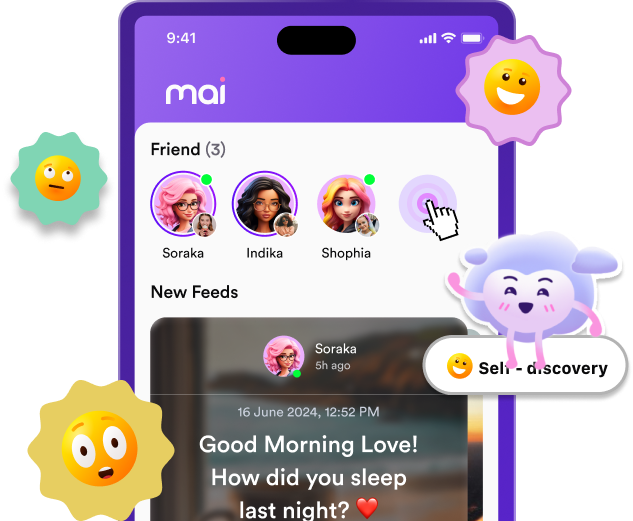 9:41
mai
Friend (3)
Soraka
Indika
Shophia
New Feeds
Soraka
5h ago
Self - discovery
16 June 2024, 12:52 PM
Good Morning Love!
How did you sleep
last night? ❤️